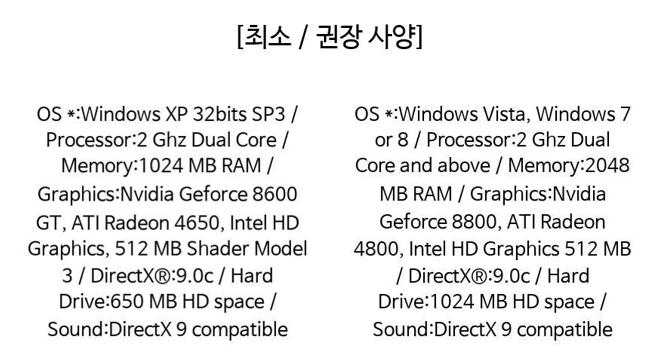 [최소 / 권장 사양]
OS *:Windows XP 32bits SP3 /
Processor:2 Ghz Dual Core /
Memory:1024 MB RAM /
Graphics:Nvidia Geforce 8600
GT, ATI Radeon 4650, Intel HD
Graphics, 512 MB Shader Model
3 / DirectX®:9.0c / Hard
Drive:650 MB HD space /
Sound:DirectX 9 compatible
OS *:Windows Vista, Windows 7
or 8 / Processor:2 Ghz Dual
Core and above / Memory:2048
MB RAM / Graphics:Nvidia
Geforce 8800, ATI Radeon
4800, Intel HD Graphics 512 MB
/ DirectX®:9.0c / Hard
Drive:1024 MB HD space /
Sound:DirectX 9 compatible